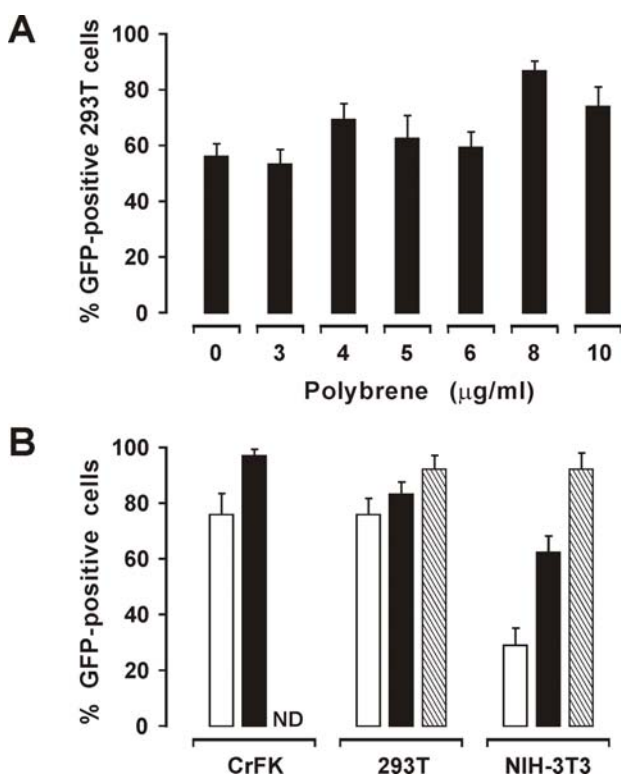 A
% GFP-positive 293T cells
100
80
60
40
20
0
0 3 4 5 6 8 10
Polybrene (μg/ml)
B
% GFP-positive cells
100
80
60
40
20
0
ND
CrFK 293T NIH-3T3